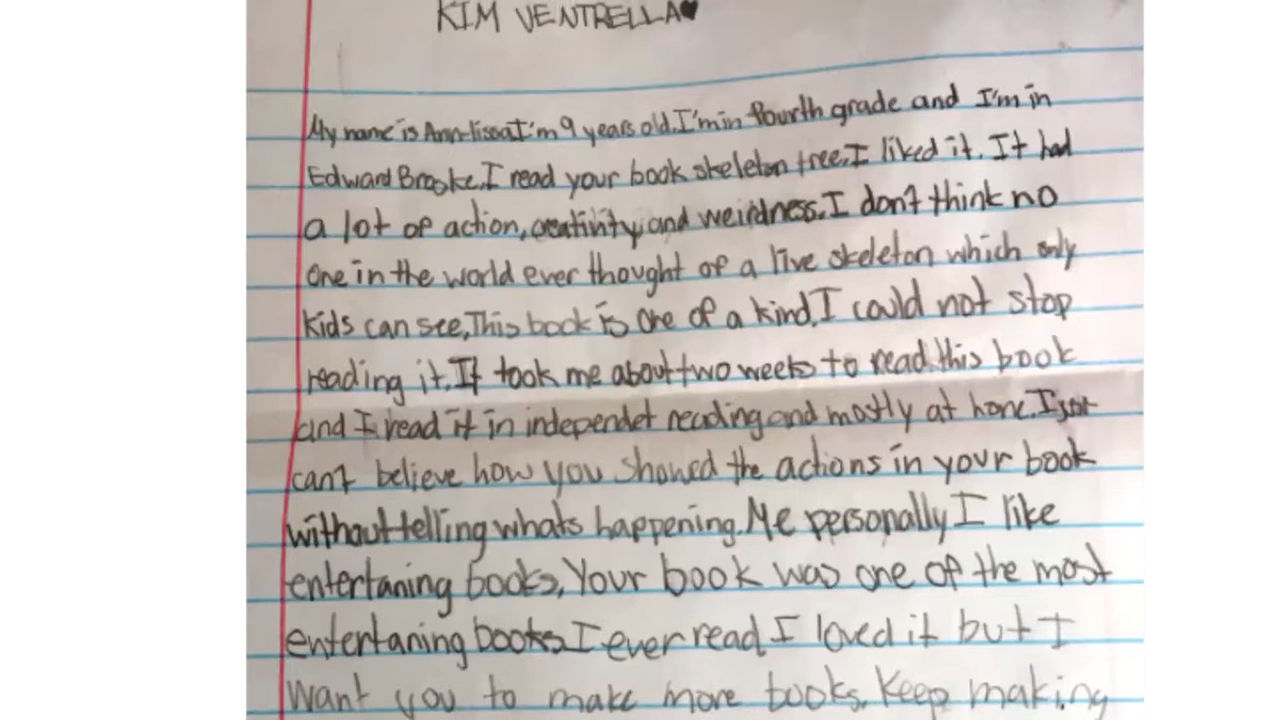 KIM VENTRELLA♥
My name is Ann-lissa I'm 9 years old. I'm in fourth grade and I'm in
Edward Brooke. I read your book skeleton tree. I liked it. It had
a lot of action, creativity and weirdness. I don't think no
one in the world ever thought of a live skeleton which only
kids can see. This book is one of a kind. I could not stop
reading it. It took me about two weeks to read this book
and I read it in independet reading and mostly at home. I just
can't believe how you showed the actions in your book
without telling whats happening. Me personally I like
entertaning books. Your book was one of the most
entertaning books I ever read I loved it but I
want you to make more books. Keep making